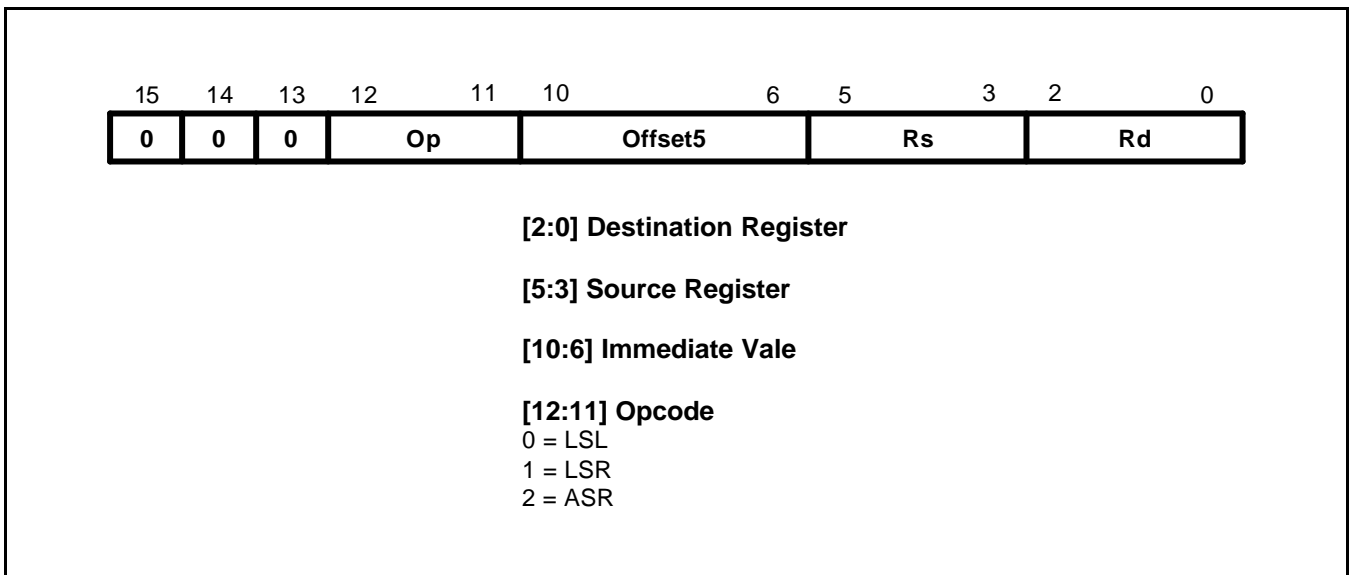 15 14 13 12 11 10 6 5 3 2 0
0 0 0 Op Offset5 Rs Rd
[2:0] Destination Register
[5:3] Source Register
[10:6] Immediate Vale
[12:11] Opcode
0 = LSL
1 = LSR
2 = ASR